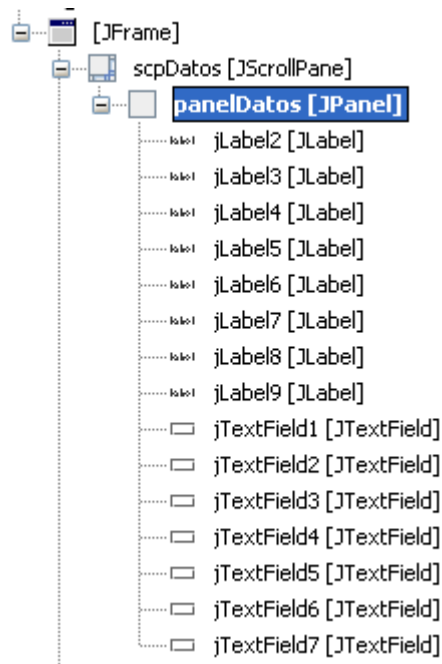 [JFrame]
scpDatos [JScrollPane]
panelDatos [JPanel]
jLabel2 [JLabel]
jLabel3 [JLabel]
jLabel4 [JLabel]
jLabel5 [JLabel]
jLabel6 [JLabel]
jLabel7 [JLabel]
jLabel8 [JLabel]
jLabel9 [JLabel]
jTextField1 [JTextField]
jTextField2 [JTextField]
jTextField3 [JTextField]
jTextField4 [JTextField]
jTextField5 [JTextField]
jTextField6 [JTextField]
jTextField7 [JTextField]